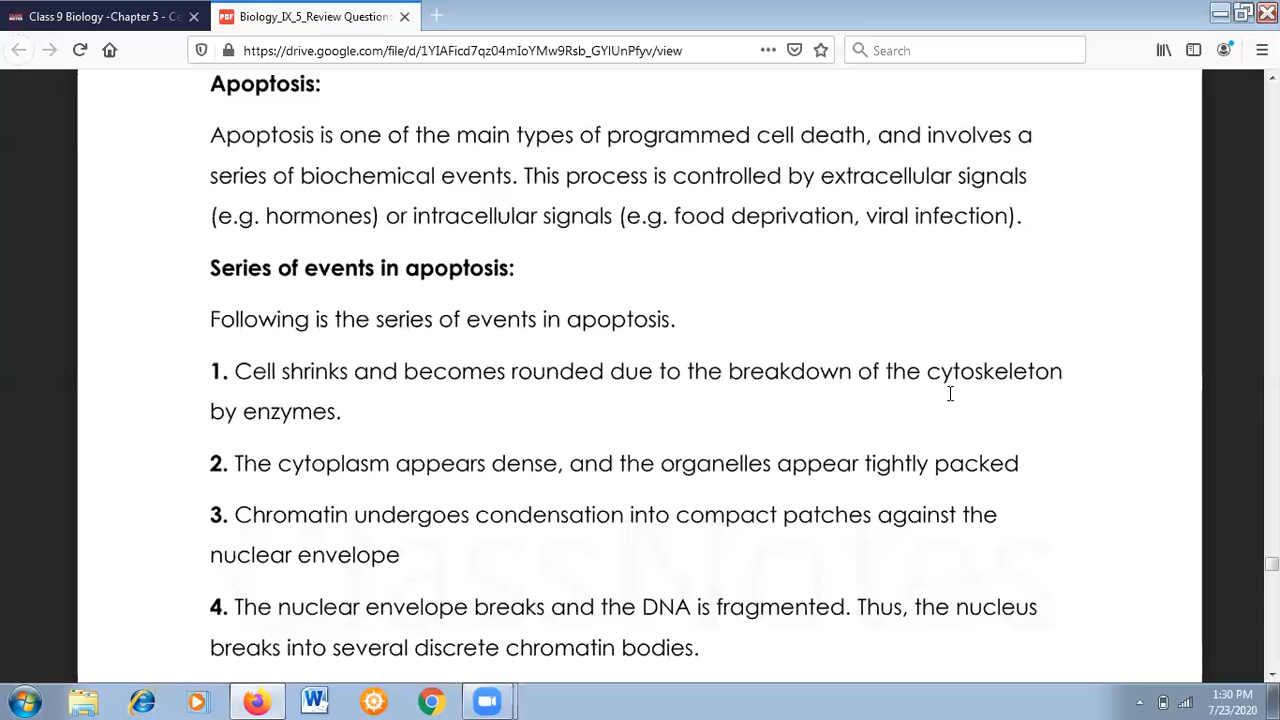 Class 9 Biology -Chapter 5 - Ce
Biology_IX_5_Review Questions
https://drive.google.com/file/d/1YIAFicd7qz04mIoYMw9Rsb_GYlUnPfyv/view
Search
Apoptosis:
Apoptosis is one of the main types of programmed cell death, and involves a
series of biochemical events. This process is controlled by extracellular signals
(e.g. hormones) or intracellular signals (e.g. food deprivation, viral infection).
Series of events in apoptosis:
Following is the series of events in apoptosis.
1. Cell shrinks and becomes rounded due to the breakdown of the cytoskeleton
by enzymes.
2. The cytoplasm appears dense, and the organelles appear tightly packed
3. Chromatin undergoes condensation into compact patches against the
nuclear envelope
ClassNotes
4. The nuclear envelope breaks and the DNA is fragmented. Thus, the nucleus
breaks into several discrete chromatin bodies.
1:30 PM
7/23/2020